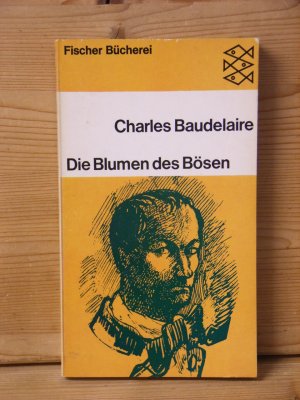 Fischer Bücherei
Charles Baudelaire
Die Blumen des Bösen